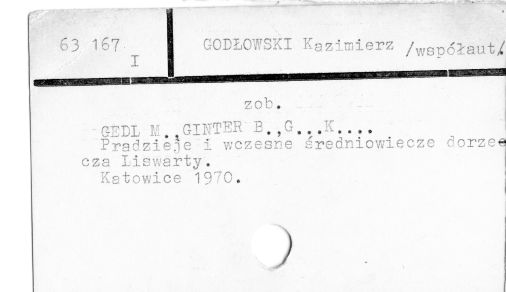 63 167
I
GODŁOWSKI Kazimierz /współaut/.
zob.
GEDL M.,GINTER B.,G...K....
Pradzieje i wczesne średniowiecze dorze
cza Liswarty.
Katowice 1970.